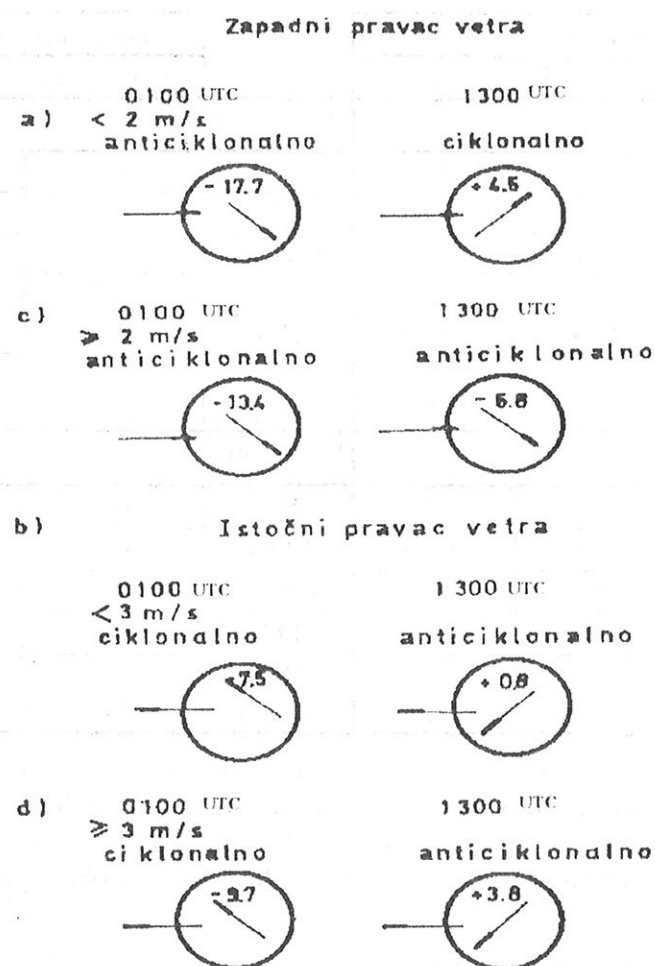 Zapadni pravac vetra
0100 UTC 1300 UTC
a) < 2 m/s
anticiklonalno ciklonalno
- 17.7 + 4.5
c) 0100 UTC 1300 UTC
≥ 2 m/s
anticiklonalno anticiklonalno
- 13.4 - 6.8
b) Istočni pravac vetra
0100 UTC 1300 UTC
< 3 m/s
ciklonalno anticiklonalno
+ 0.8
d) 0100 UTC 1300 UTC
≥ 3 m/s
ciklonalno anticiklonalno
- 9.7 +3.8